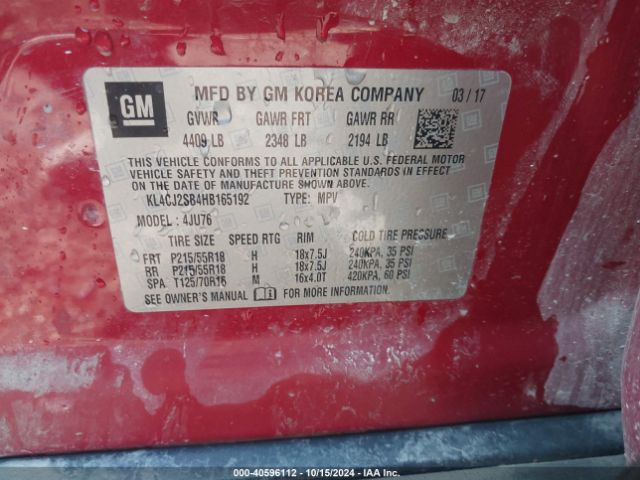 GM
MFD BY GM KOREA COMPANY 03 / 17
GVWR GAWR FRT GAWR RR
4409 LB 2348 LB 2194 LB
THIS VEHICLE CONFORMS TO ALL APPLICABLE U.S. FEDERAL MOTOR
VEHICLE SAFETY AND THEFT PREVENTION STANDARDS IN EFFECT
ON THE DATE OF MANUFACTURE SHOWN ABOVE.
KL4CJ2SB4HB165192 TYPE: MPV
MODEL : 4JU76
TIRE SIZE SPEED RTG RIM COLD TIRE PRESSURE
FRT P215/55R18 H 18x7.5J 240KPA, 35 PSI
RR P215/55R18 H 18x7.5J 240KPA, 35 PSI
SPA T125/70R16 M 16x4.0T 420KPA, 60 PSI
SEE OWNER'S MANUAL FOR MORE INFORMATION.
000-40596112 - 10/15/2024 - IAA Inc.